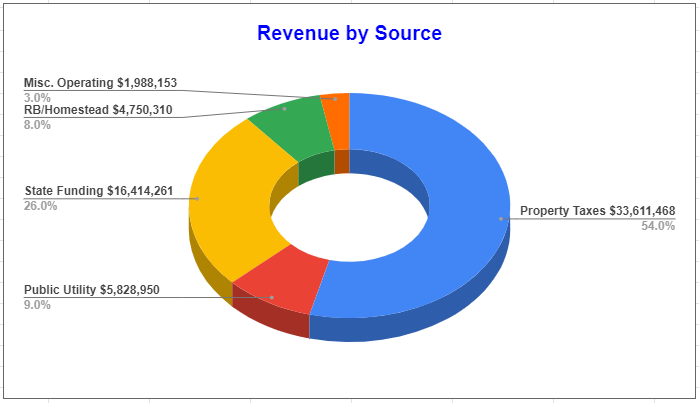 Revenue by Source
Misc. Operating $1,988,153
3.0%
RB/Homestead $4,750,310
8.0%
State Funding $16,414,261
26.0%
Property Taxes $33,611,468
54.0%
Public Utility $5,828,950
9.0%